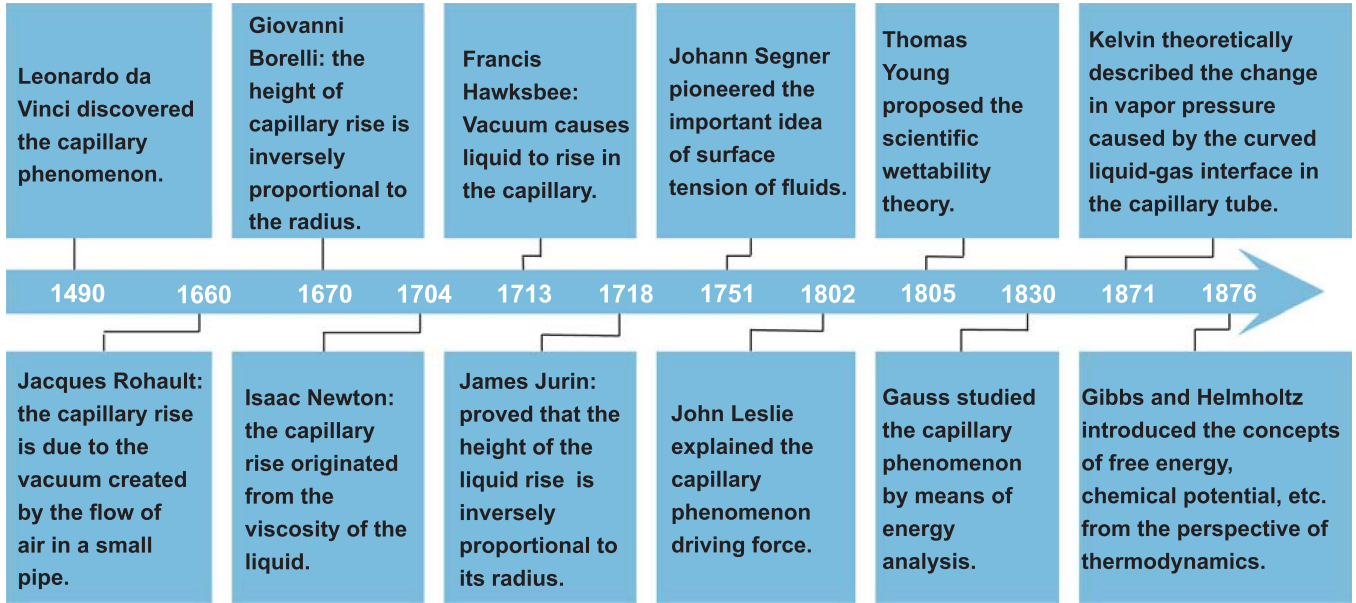 Leonardo da
Vinci discovered
the capillary
phenomenon.
Giovanni
Borelli: the
height of
capillary rise is
inversely
proportional to
the radius.
Francis
Hawksbee:
Vacuum causes
liquid to rise in
the capillary.
Johann Segner
pioneered the
important idea
of surface
tension of fluids.
Thomas
Young
proposed the
scientific
wettability
theory.
Kelvin theoretically
described the change
in vapor pressure
caused by the curved
liquid-gas interface in
the capillary tube.
1490 1660 1670 1704 1713 1718 1751 1802 1805 1830 1871 1876
Jacques Rohault:
the capillary rise
is due to the
vacuum created
by the flow of
air in a small
pipe.
Isaac Newton:
the capillary
rise originated
from the
viscosity of the
liquid.
James Jurin:
proved that the
height of the
liquid rise is
inversely
proportional to
its radius.
John Leslie
explained the
capillary
phenomenon
driving force.
Gauss studied
the capillary
phenomenon
by means of
energy
analysis.
Gibbs and Helmholtz
introduced the concepts
of free energy,
chemical potential, etc.
from the perspective of
thermodynamics.